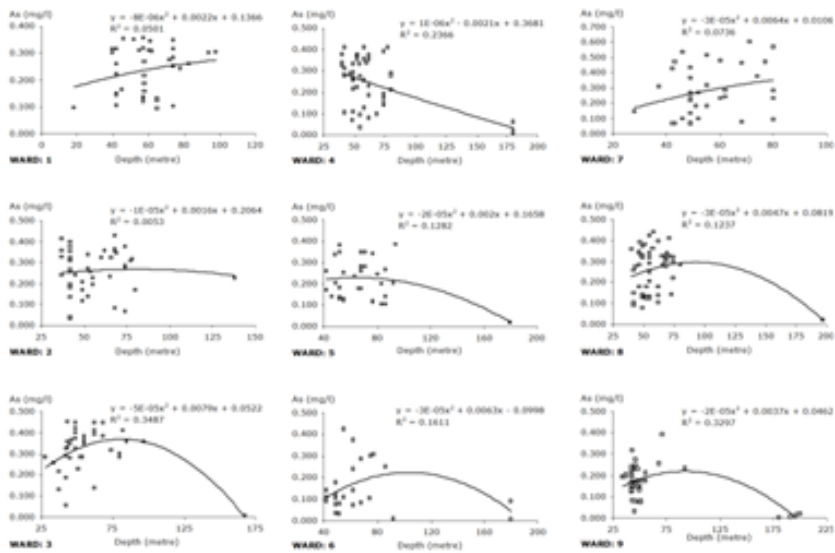 As (mg/l)
y = -8E-06x² + 0.0022x + 0.1366
R² = 0.0501
0.400
0.300
0.200
0.100
0.000
0 20 40 60 80 100 120
WARD: 1 Depth (metre)
As (mg/l)
y = 1E-06x² - 0.0021x + 0.3681
R² = 0.2366
0.500
0.400
0.300
0.200
0.100
0.000
0 25 50 75 100 125 150 175 200
WARD: 4 Depth (metre)
As (mg/l)
y = -3E-05x² + 0.0064x + 0.0106
R² = 0.0736
0.700
0.600
0.500
0.400
0.300
0.200
0.100
0.000
20 40 60 80 100
WARD: 7 Depth (metre)
As (mg/l)
y = -1E-05x² + 0.0016x + 0.2064
R² = 0.0053
0.500
0.400
0.300
0.200
0.100
0.000
25 50 75 100 125 150
WARD: 2 Depth (metre)
As (mg/l)
y = -2E-05x² + 0.002x + 0.1658
R² = 0.1282
0.500
0.400
0.300
0.200
0.100
0.000
40 80 120 160 200
WARD: 5 Depth (metre)
As (mg/l)
y = -3E-05x² + 0.0047x + 0.0819
R² = 0.1237
0.500
0.400
0.300
0.200
0.100
0.000
0 25 50 75 100 125 150 175 200
WARD: 8 Depth (metre)
As (mg/l)
y = -5E-05x² + 0.0079x + 0.0522
R² = 0.3487
0.500
0.400
0.300
0.200
0.100
0.000
25 75 125 175
WARD: 3 Depth (metre)
As (mg/l)
y = -3E-05x² + 0.0063x - 0.0998
R² = 0.1611
0.500
0.400
0.300
0.200
0.100
0.000
40 80 120 160 200
WARD: 6 Depth (metre)
As (mg/l)
y = -2E-05x² + 0.0037x + 0.0462
R² = 0.3297
0.500
0.400
0.300
0.200
0.100
0.000
25 75 125 175 225
WARD: 9 Depth (metre)